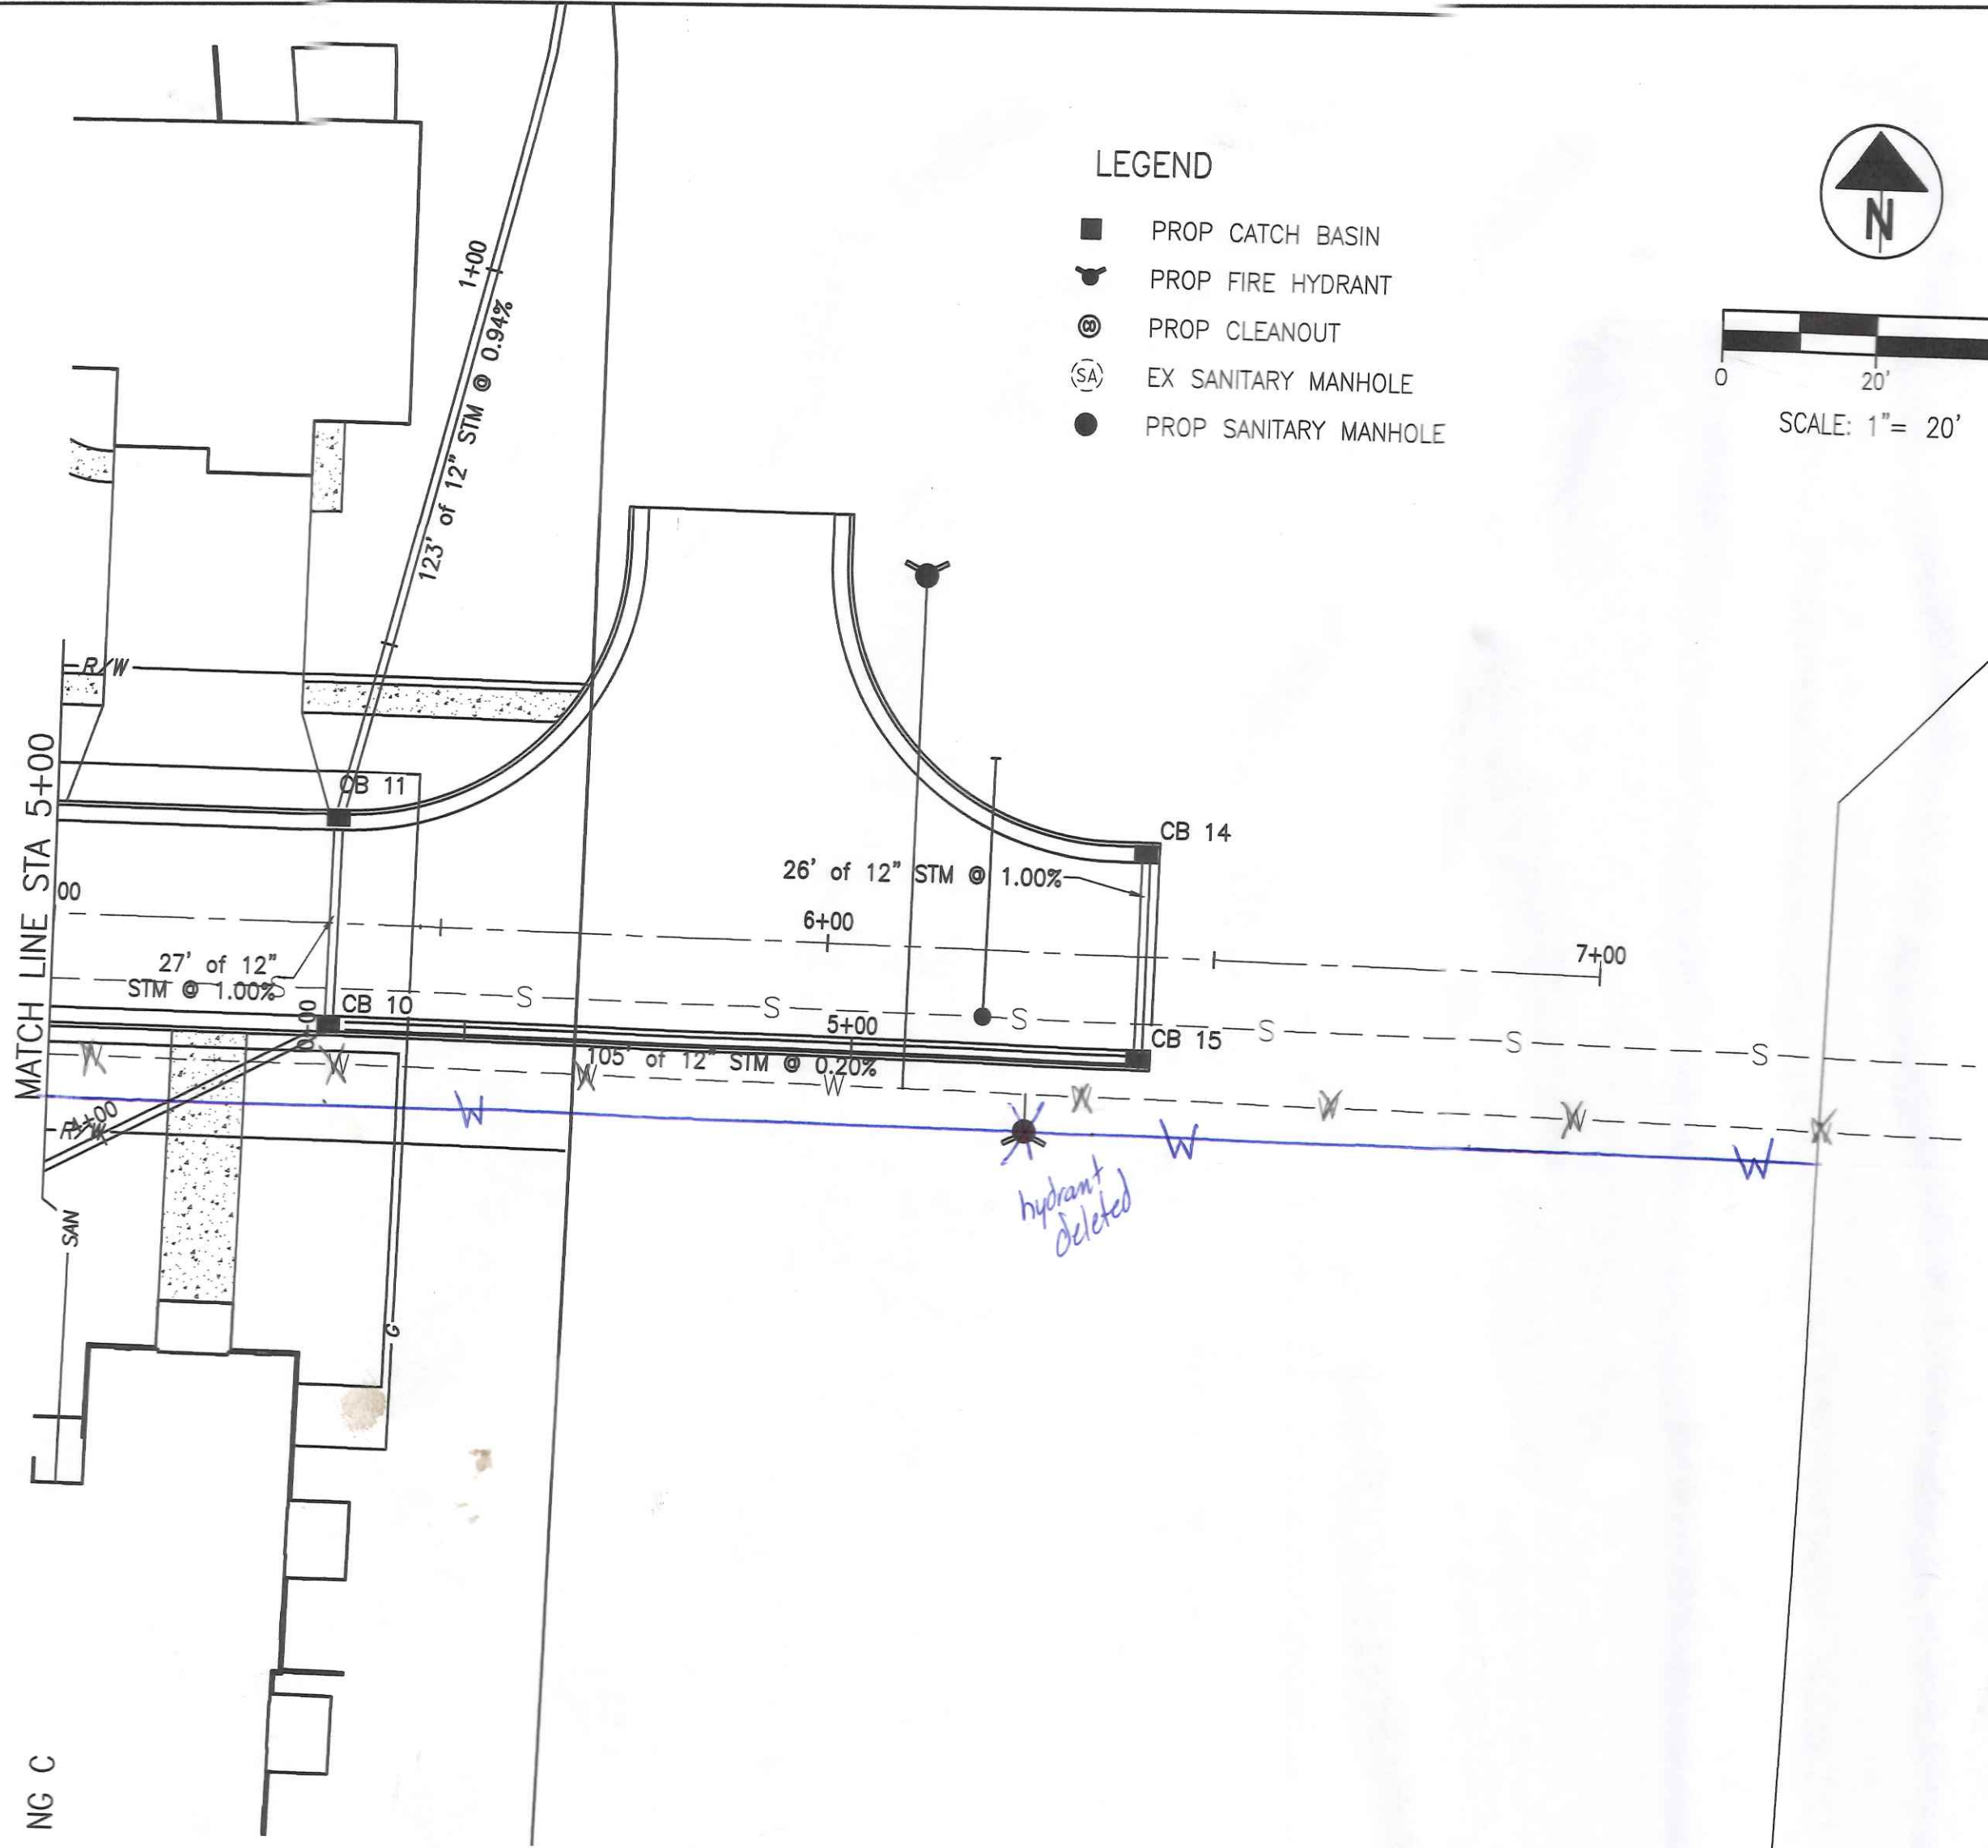 LEGEND
PROP CATCH BASIN
PROP FIRE HYDRANT
PROP CLEANOUT
SA EX SANITARY MANHOLE
PROP SANITARY MANHOLE
N
0 20'
SCALE: 1"= 20'
1+00
123' of 12" STM @ 0.94%
R/W
MATCH LINE STA 5+00
CB 11
CB 14
26' of 12" STM @ 1.00%
00
6+00
7+00
27' of 12"
STM @ 1.00%
S
S
S
S
S
S
S
CB 10
0+00
5+00
CB 15
105' of 12" STM @ 0.20%
W
W
W
W
W
W
W
W
W
W
W
R/W
hydrant
deleted
SAN
G
NG C